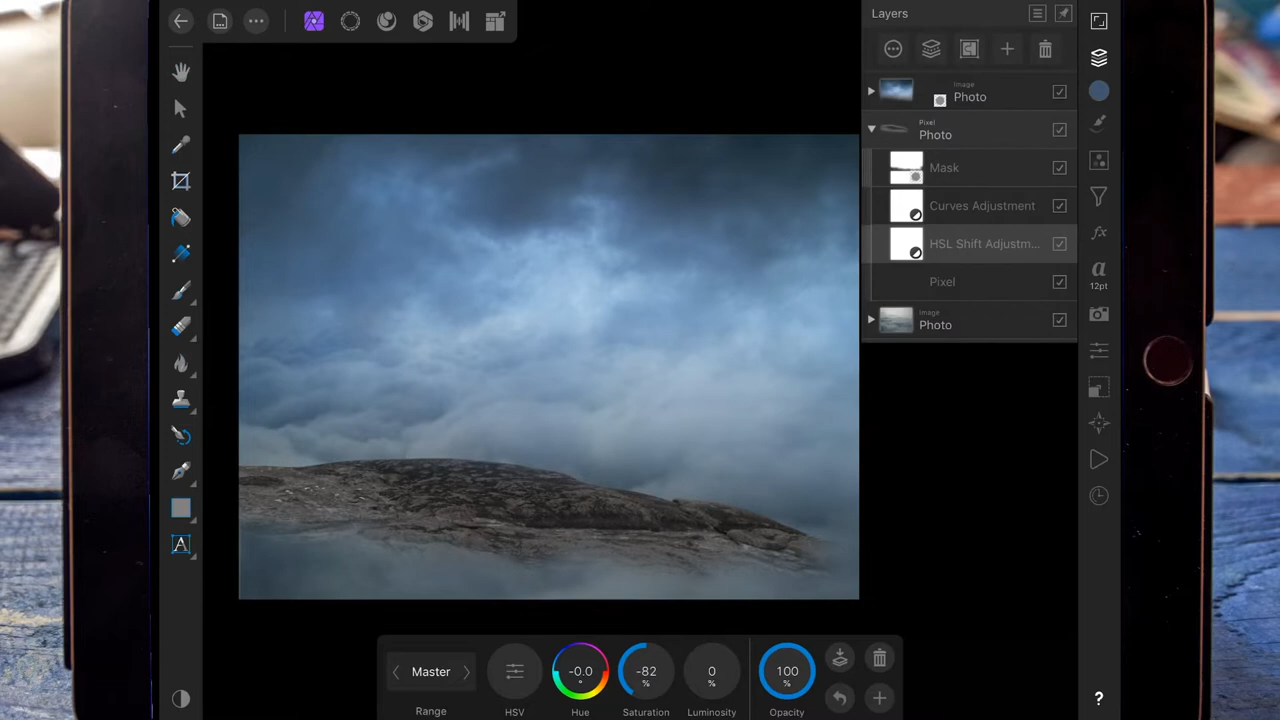 Layers
Image
Photo
Pixel
Photo
Mask
Curves Adjustment
HSL Shift Adjustm...
Pixel
Image
Photo
a
12pt
A
Master
Range
HSV
-0.0
°
Hue
-82
%
Saturation
0
%
Luminosity
100
%
Opacity
?